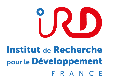 IRD
Institut de Recherche
pour le Développement
FRANCE